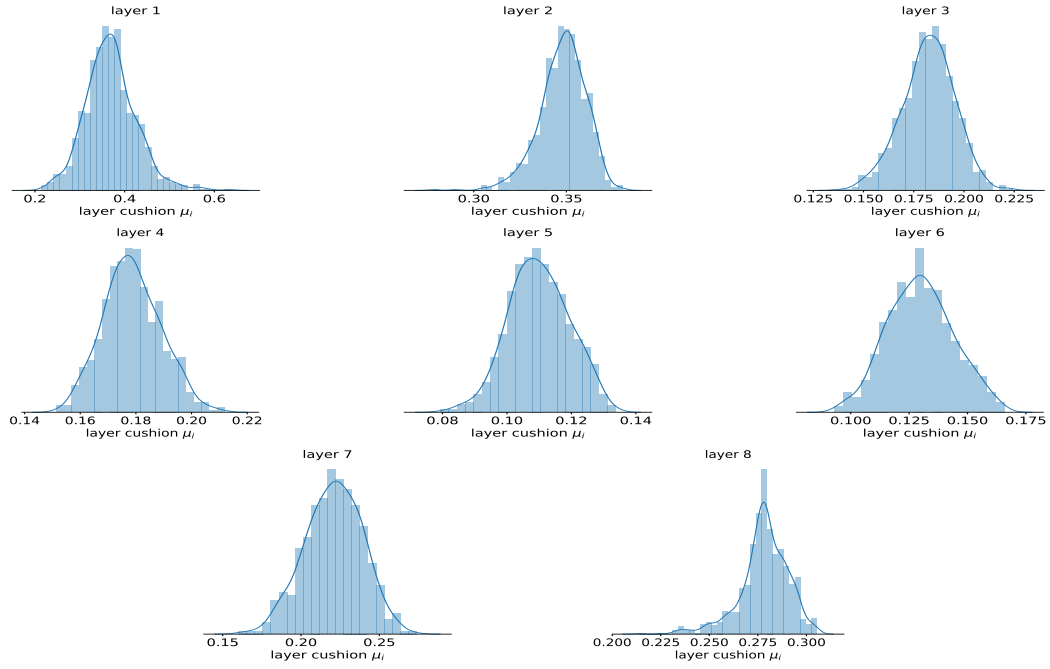 layer 1
layer 2
layer 3
0.2 0.4 0.6
0.30 0.35
0.125 0.150 0.175 0.200 0.225
layer cushion μi
layer cushion μi
layer cushion μi
layer 4
layer 5
layer 6
0.14 0.16 0.18 0.20 0.22
0.08 0.10 0.12 0.14
0.100 0.125 0.150 0.175
layer cushion μi
layer cushion μi
layer cushion μi
layer 7
layer 8
0.15 0.20 0.25
0.200 0.225 0.250 0.275 0.300
layer cushion μi
layer cushion μi